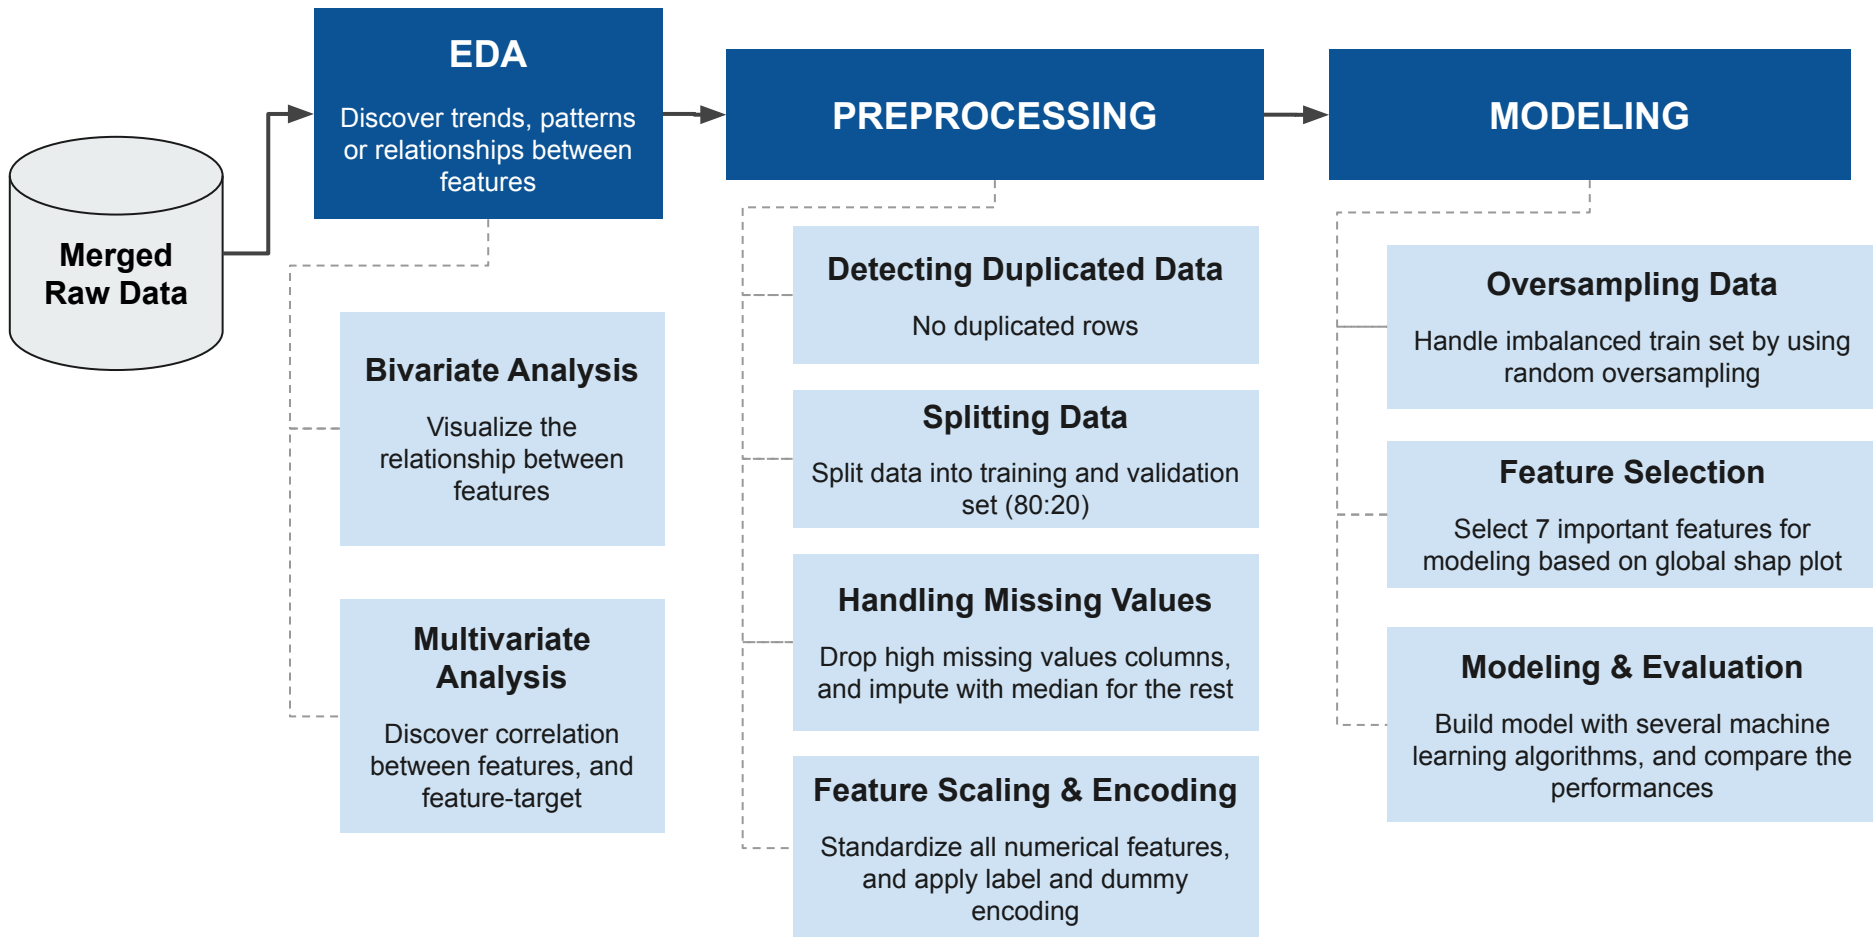 Merged
Raw Data
EDA
Discover trends, patterns
or relationships between
features
Bivariate Analysis
Visualize the
relationship between
features
Multivariate
Analysis
Discover correlation
between features, and
feature-target
PREPROCESSING
Detecting Duplicated Data
No duplicated rows
Splitting Data
Split data into training and validation
set (80:20)
Handling Missing Values
Drop high missing values columns,
and impute with median for the rest
Feature Scaling & Encoding
Standardize all numerical features,
and apply label and dummy
encoding
MODELING
Oversampling Data
Handle imbalanced train set by using
random oversampling
Feature Selection
Select 7 important features for
modeling based on global shap plot
Modeling & Evaluation
Build model with several machine
learning algorithms, and compare the
performances